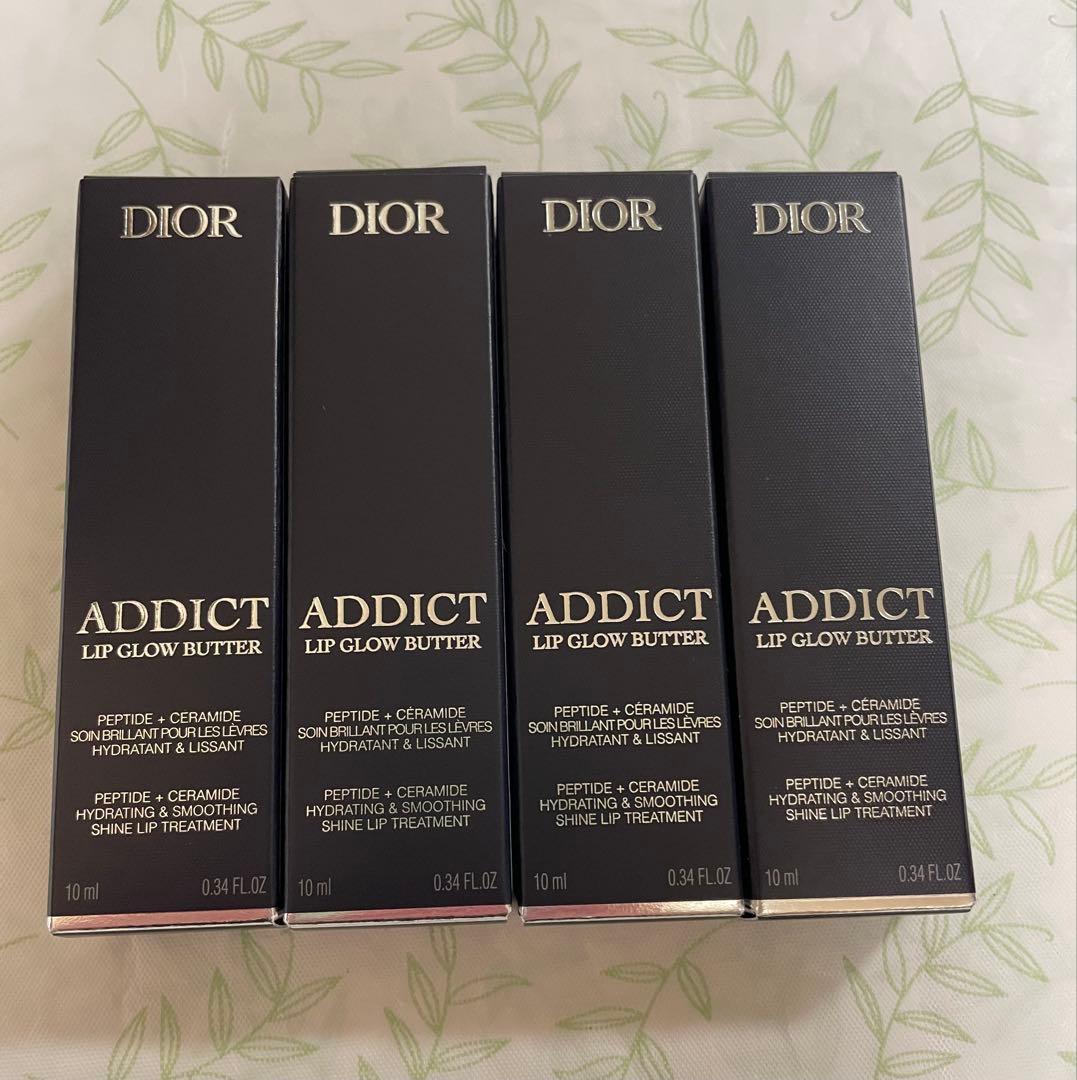 DIOR
ADDICT
LIP GLOW BUTTER
PEPTIDE + CERAMIDE
SOIN BRILLANT POUR LES LÈVRES
HYDRATANT & LISSANT
PEPTIDE + CERAMIDE
HYDRATING & SMOOTHING
SHINE LIP TREATMENT
10 ml 0.34 FL.OZ
DIOR
ADDICT
LIP GLOW BUTTER
PEPTIDE + CÉRAMIDE
SOIN BRILLANT POUR LES LÈVRES
HYDRATANT & LISSANT
PEPTIDE + CERAMIDE
HYDRATING & SMOOTHING
SHINE LIP TREATMENT
10 ml 0.34 FL.OZ
DIOR
ADDICT
LIP GLOW BUTTER
PEPTIDE + CÉRAMIDE
SOIN BRILLANT POUR LES LÈVRES
HYDRATANT & LISSANT
PEPTIDE + CERAMIDE
HYDRATING & SMOOTHING
SHINE LIP TREATMENT
10 ml 0.34 FL.OZ
DIOR
ADDICT
LIP GLOW BUTTER
PEPTIDE + CÉRAMIDE
SOIN BRILLANT POUR LES LÈVRES
HYDRATANT & LISSANT
PEPTIDE + CERAMIDE
HYDRATING & SMOOTHING
SHINE LIP TREATMENT
10 ml 0.34 FL.OZ